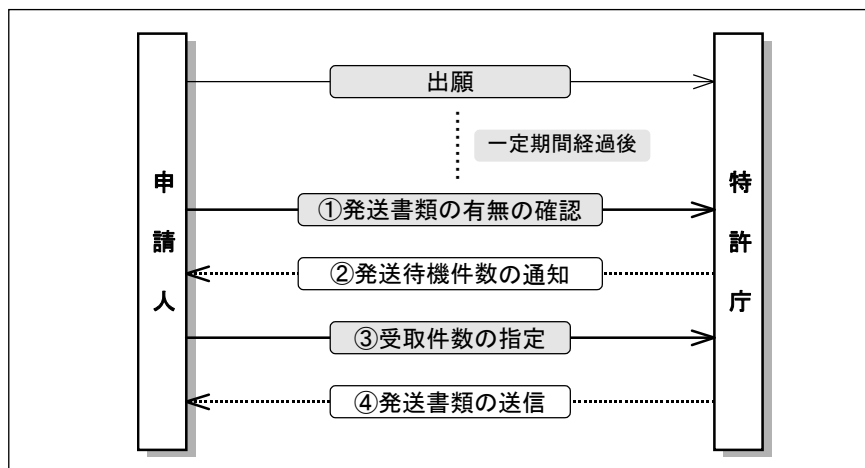 出願
一定期間経過後
申請人
特許庁
①発送書類の有無の確認
②発送待機件数の通知
③受取件数の指定
④発送書類の送信